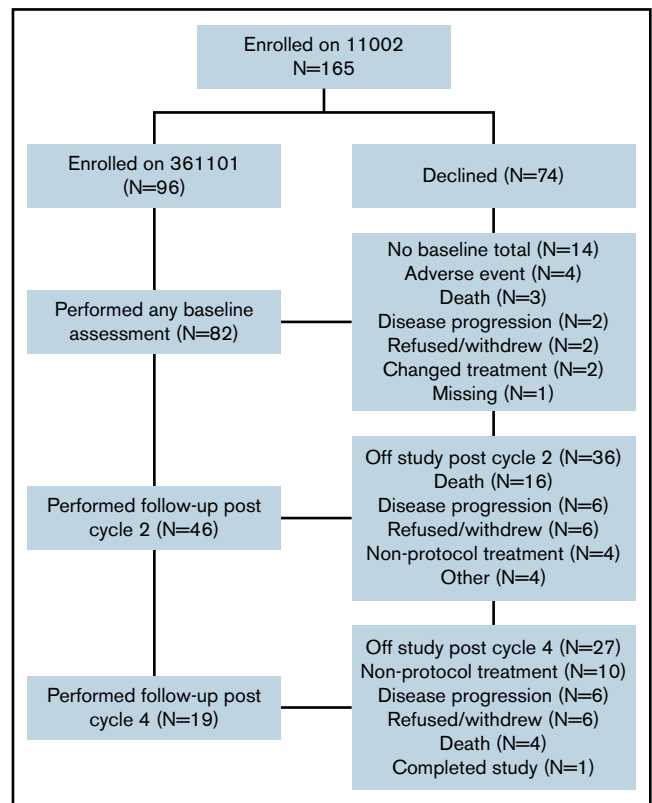 Enrolled on 11002
N=165
Enrolled on 361101
(N=96)
Declined (N=74)
Performed any baseline
assessment (N=82)
No baseline total (N=14)
Adverse event (N=4)
Death (N=3)
Disease progression (N=2)
Refused/withdrew (N=2)
Changed treatment (N=2)
Missing (N=1)
Performed follow-up post
cycle 2 (N=46)
Off study post cycle 2 (N=36)
Death (N=16)
Disease progression (N=6)
Refused/withdrew (N=6)
Non-protocol treatment (N=4)
Other (N=4)
Performed follow-up post
cycle 4 (N=19)
Off study post cycle 4 (N=27)
Non-protocol treatment (N=10)
Disease progression (N=6)
Refused/withdrew (N=6)
Death (N=4)
Completed study (N=1)